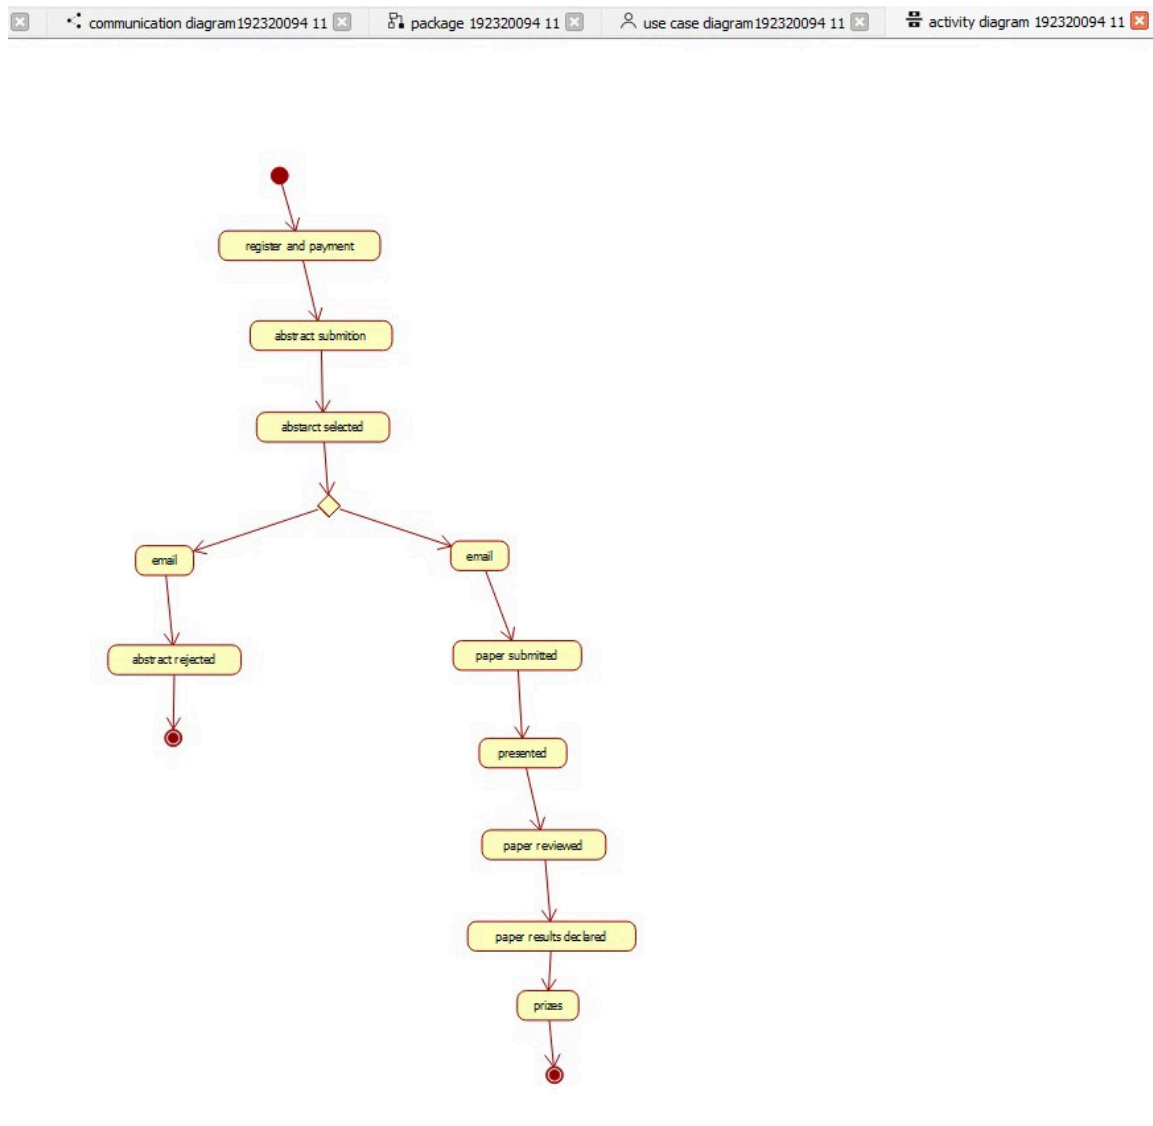 communication diagram192320094 11
package 192320094 11
use case diagram192320094 11
activity diagram 192320094 11
register and payment
abstract submition
abstarct selected
email
email
abstract rejected
paper submitted
presented
paper reviewed
paper results declared
prizes